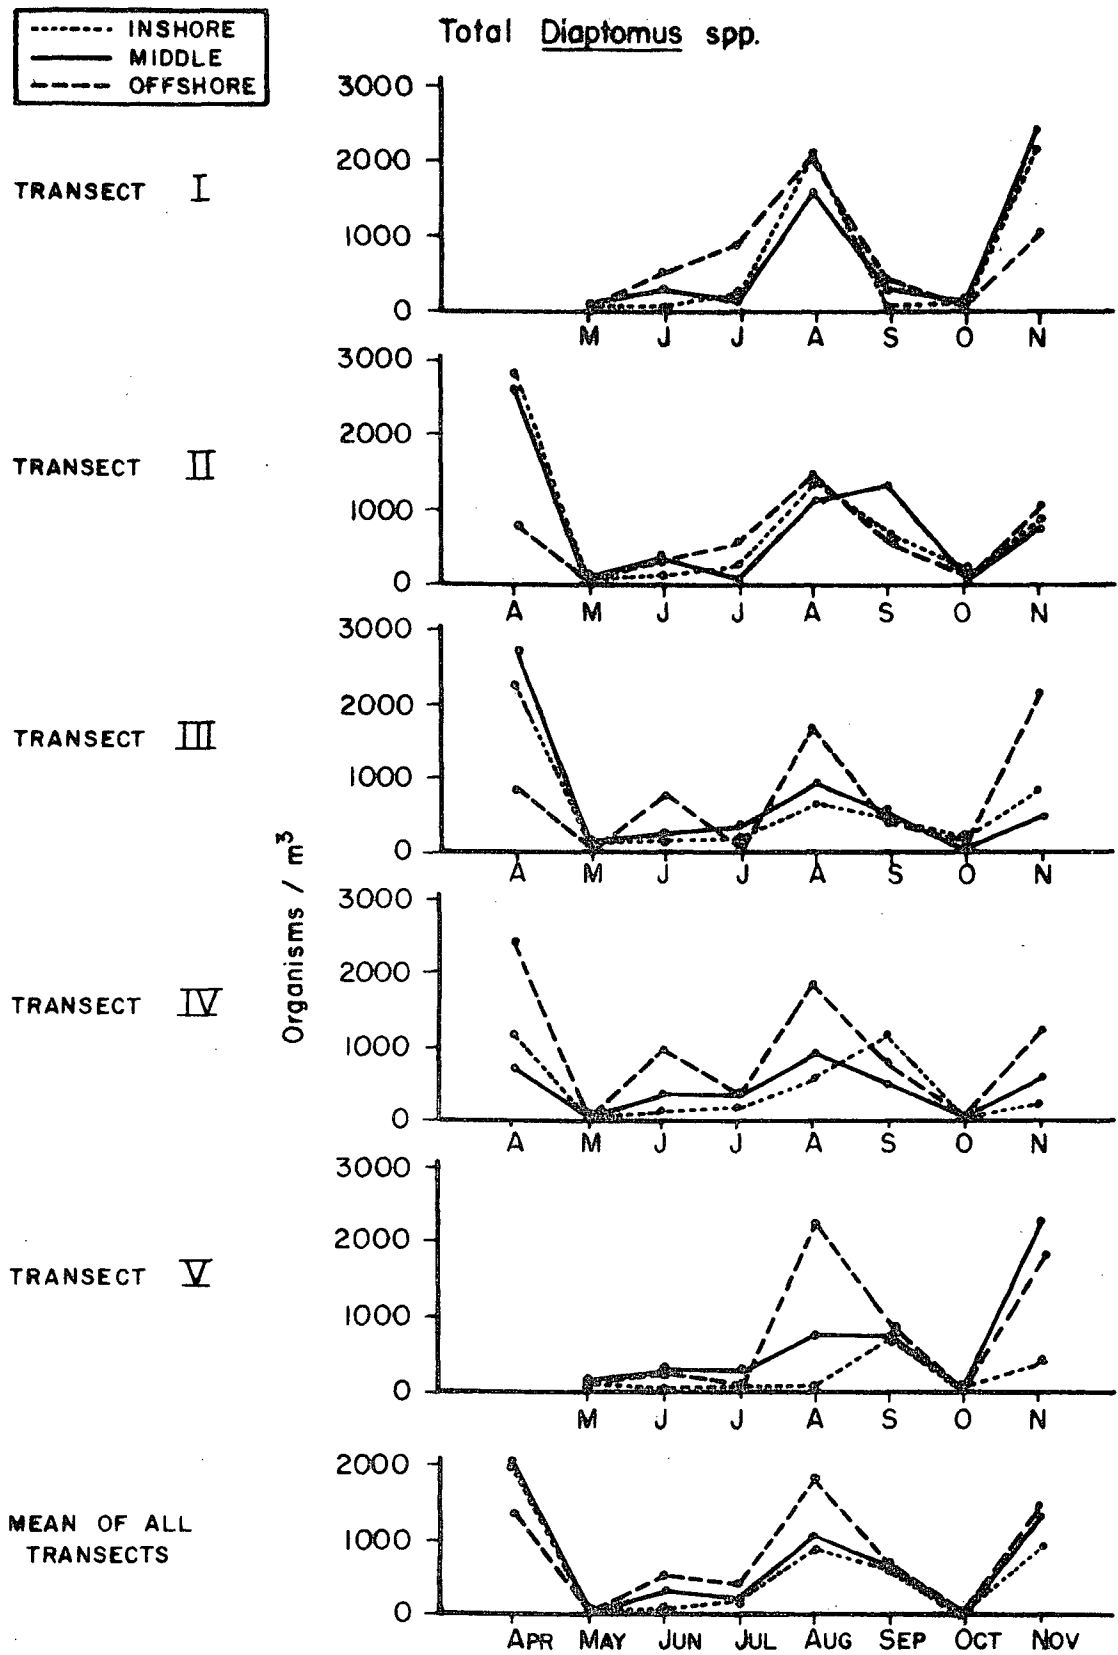 INSHORE
MIDDLE
OFFSHORE
Total Diaptomus spp.
TRANSECT I
3000
2000
1000
0
M J J A S O N
TRANSECT II
3000
2000
1000
0
A M J J A S O N
TRANSECT III
3000
2000
1000
0
A M J J A S O N
Organisms / m³
TRANSECT IV
3000
2000
1000
0
A M J J A S O N
TRANSECT V
3000
2000
1000
0
M J J A S O N
MEAN OF ALL
TRANSECTS
2000
1000
0
APR MAY JUN JUL AUG SEP OCT NOV